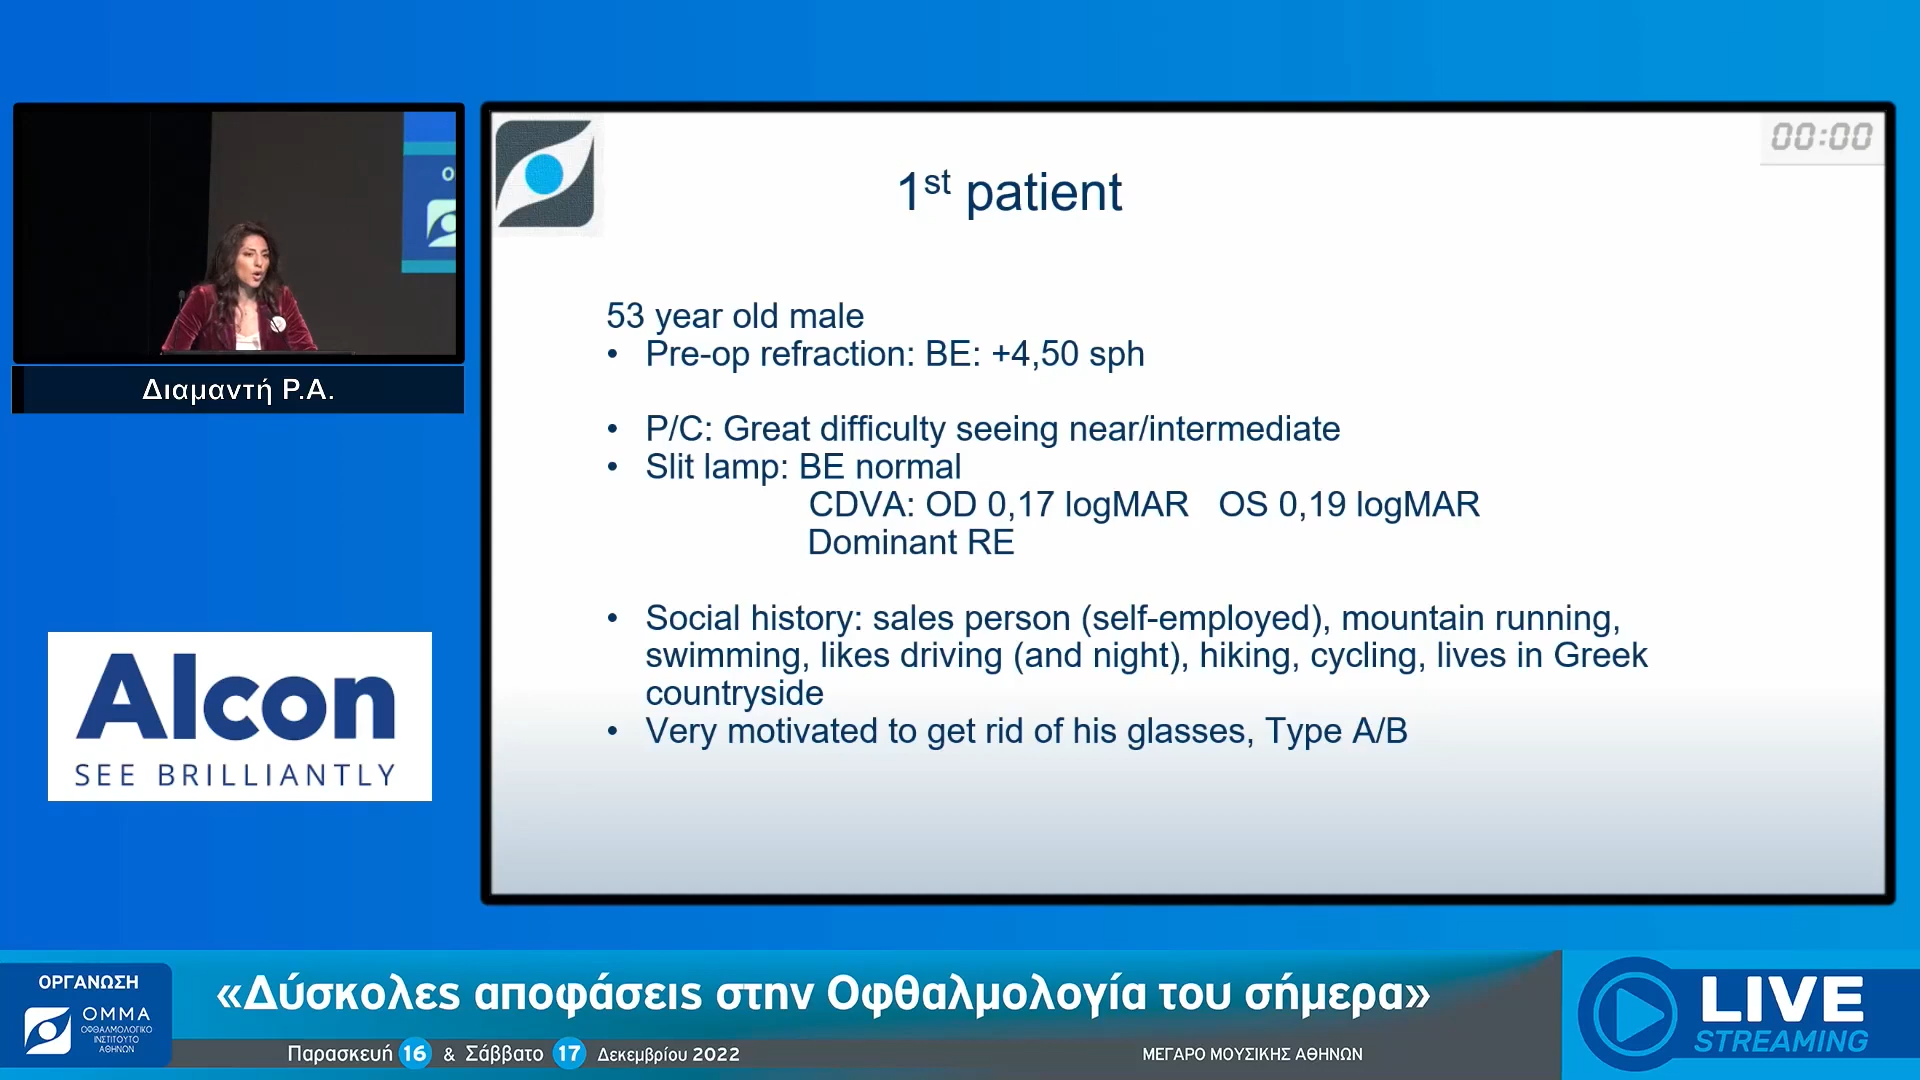 Ο
Διαμαντή Ρ.Α.
Alcon
SEE BRILLIANTLY
00:00
1st patient
53 year old male
• Pre-op refraction: BE: +4,50 sph
• P/C: Great difficulty seeing near/intermediate
• Slit lamp: BE normal
CDVA: OD 0,17 logMAR OS 0,19 logMAR
Dominant RE
• Social history: sales person (self-employed), mountain running,
swimming, likes driving (and night), hiking, cycling, lives in Greek
countryside
• Very motivated to get rid of his glasses, Type A/B
ΟΡΓΑΝΩΣΗ
ΟΜΜΑ
ΟΦΘΑΛΜΟΛΟΓΙΚΟ
ΙΝΣΤΙΤΟΥΤΟ
ΑΘΗΝΩΝ
«Δύσκολες αποφάσεις στην Οφθαλμολογία του σήμερα»
Παρασκευή 16 & Σάββατο 17 Δεκεμβρίου 2022
ΜΕΓΑΡΟ ΜΟΥΣΙΚΗΣ ΑΘΗΝΩΝ
LIVE
STREAMING